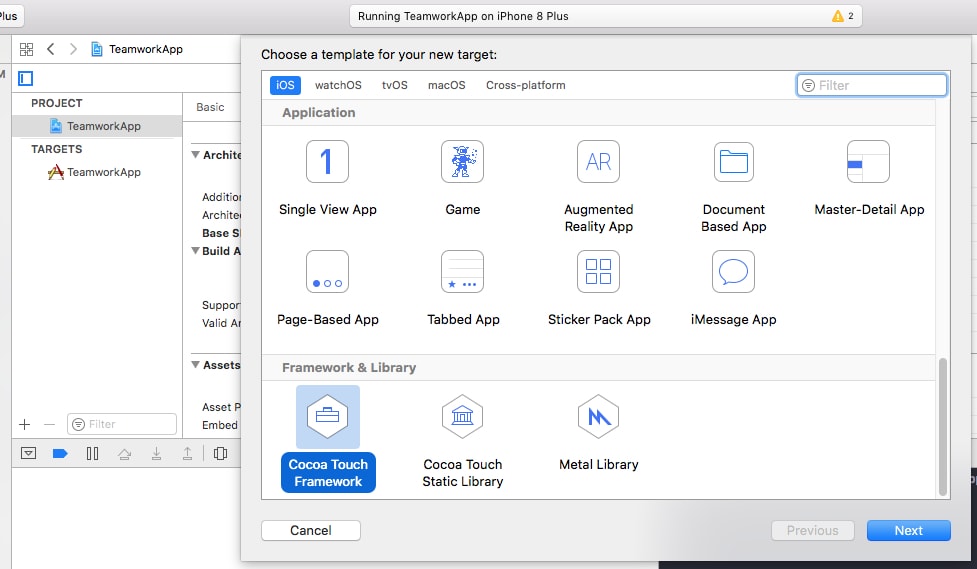 Plus
Running TeamworkApp on iPhone 8 Plus
2
TeamworkApp
M
PROJECT
TeamworkApp
TARGETS
TeamworkApp
Filter
Basic
Archite
Addition
Archite
Base S
Build A
Suppor
Valid Ar
Assets
Asset P
Embed
Choose a template for your new target:
iOS
watchOS
tvOS
macOS
Cross-platform
Filter
Application
1
Single View App
Game
AR
Augmented
Reality App
Document
Based App
Master-Detail App
Page-Based App
Tabbed App
Sticker Pack App
iMessage App
Framework & Library
Cocoa Touch
Framework
Cocoa Touch
Static Library
Metal Library
Cancel
Previous
Next